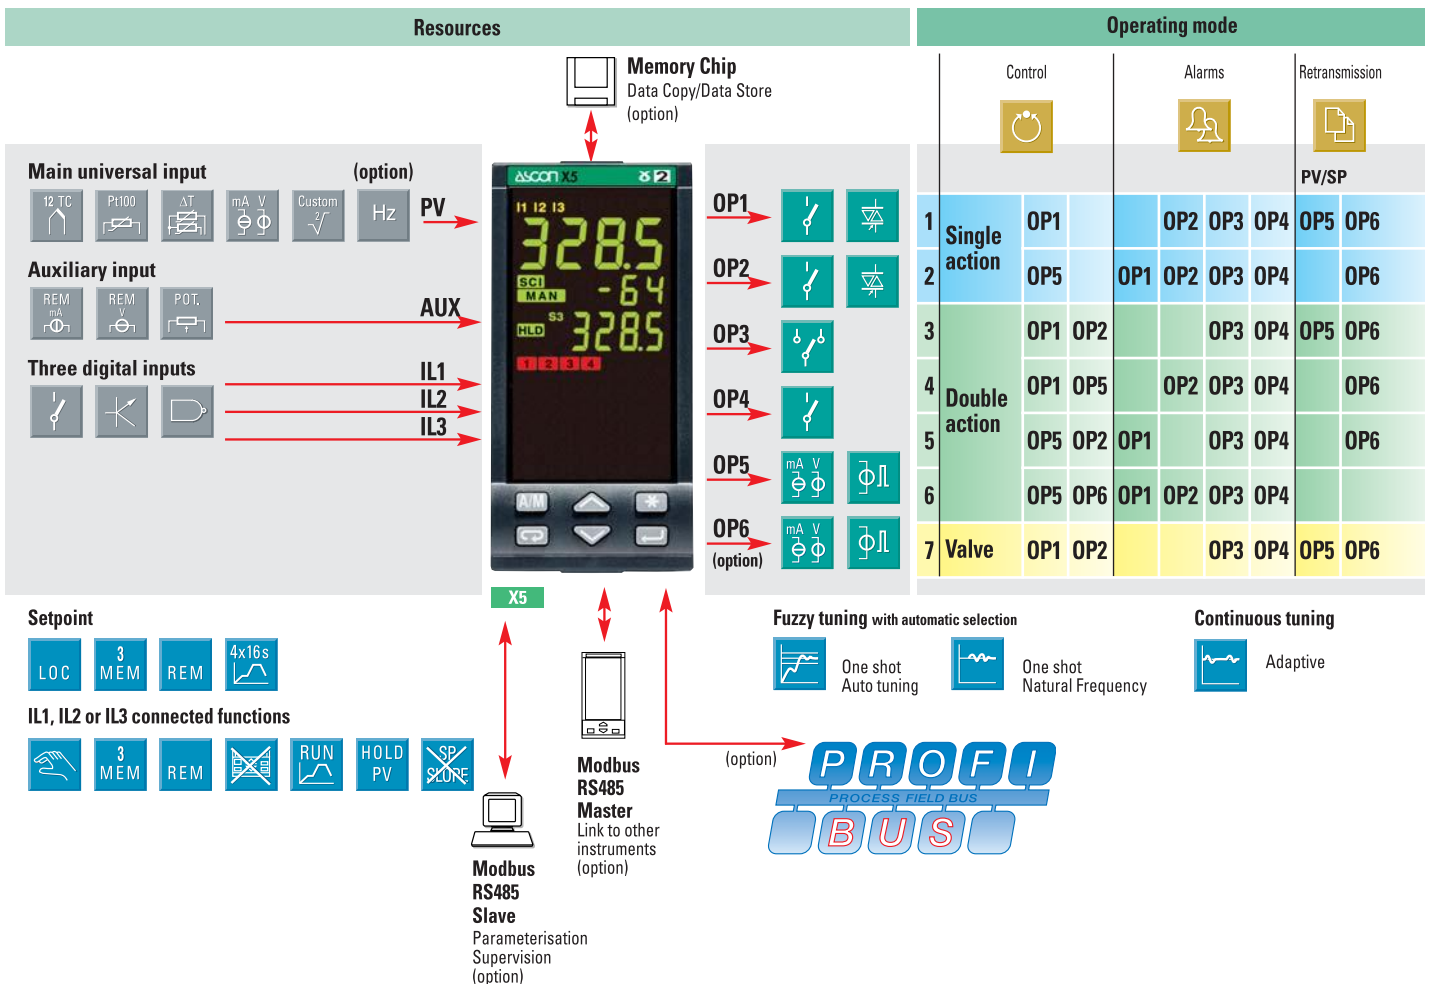 Resources
Operating mode
Memory Chip
Data Copy/Data Store
(option)
Control
Alarms
Retransmission
PV/SP
Main universal input
(option)
12 TC
Pt100
ΔT
mA V
Custom
2√
Hz
PV
Auxiliary input
REM
mA
REM
V
POT.
AUX
Three digital inputs
IL1
IL2
IL3
ascon X5
I1 I2 I3
328.5
SCI
MAN
-64
S3
HLD
328.5
1 2 3 4
A/M
*
X5
OP1
OP2
OP3
OP4
OP5
mA V
OP6
(option)
mA V
1 Single action OP1 OP2 OP3 OP4 OP5 OP6
2 OP5 OP1 OP2 OP3 OP4 OP6
3 OP1 OP2 OP3 OP4 OP5 OP6
4 Double action OP1 OP5 OP2 OP3 OP4 OP6
5 OP5 OP2 OP1 OP3 OP4 OP6
6 OP5 OP6 OP1 OP2 OP3 OP4
7 Valve OP1 OP2 OP3 OP4 OP5 OP6
Setpoint
LOC
3
MEM
REM
4x16s
IL1, IL2 or IL3 connected functions
3
MEM
REM
RUN
HOLD
PV
SP
SLOPE
Modbus
RS485
Slave
Parameterisation
Supervision
(option)
Modbus
RS485
Master
Link to other
instruments
(option)
Fuzzy tuning with automatic selection
One shot
Auto tuning
One shot
Natural Frequency
Continuous tuning
Adaptive
(option)
PROFI
PROCESS FIELD BUS
BUS